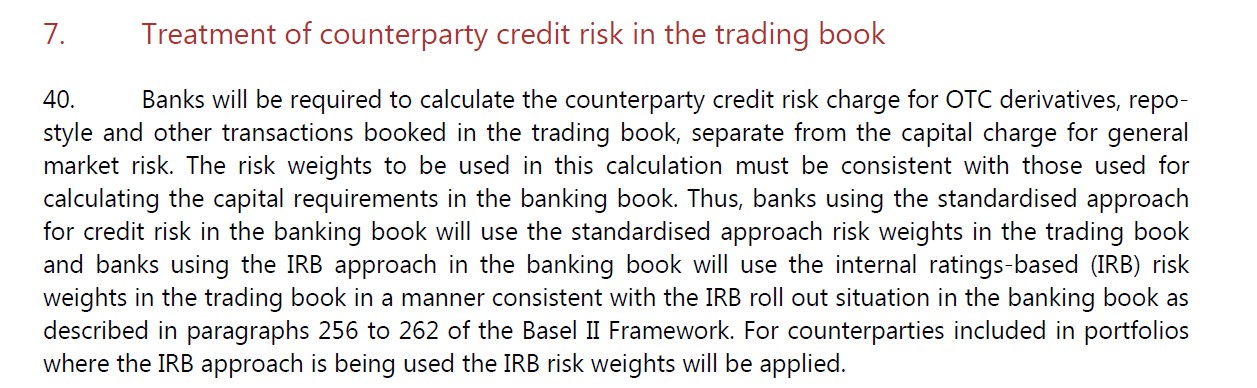 7. Treatment of counterparty credit risk in the trading book
40. Banks will be required to calculate the counterparty credit risk charge for OTC derivatives, repo-
style and other transactions booked in the trading book, separate from the capital charge for general
market risk. The risk weights to be used in this calculation must be consistent with those used for
calculating the capital requirements in the banking book. Thus, banks using the standardised approach
for credit risk in the banking book will use the standardised approach risk weights in the trading book
and banks using the IRB approach in the banking book will use the internal ratings-based (IRB) risk
weights in the trading book in a manner consistent with the IRB roll out situation in the banking book as
described in paragraphs 256 to 262 of the Basel II Framework. For counterparties included in portfolios
where the IRB approach is being used the IRB risk weights will be applied.